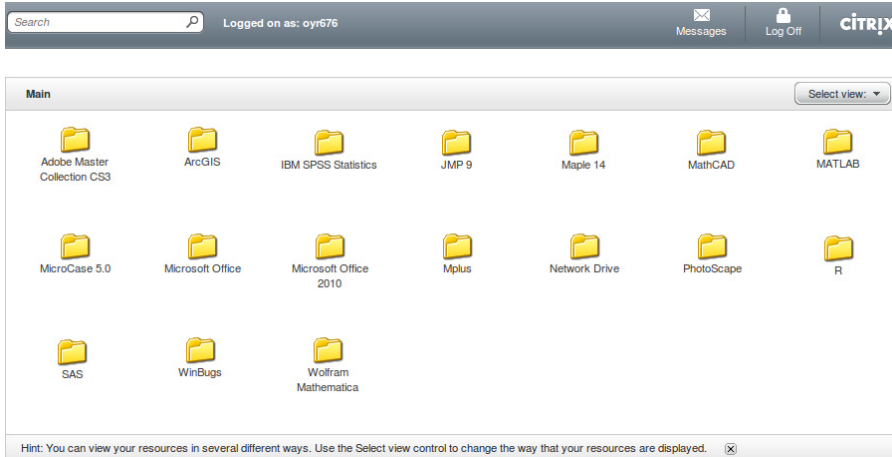 Search Logged on as: oyr676 Messages Log Off CITRIX
Main Select view:
Adobe Master Collection CS3
ArcGIS
IBM SPSS Statistics
JMP 9
Maple 14
MathCAD
MATLAB
MicroCase 5.0
Microsoft Office
Microsoft Office 2010
Mplus
Network Drive
PhotoScape
R
SAS
WinBugs
Wolfram Mathematica
Hint: You can view your resources in several different ways. Use the Select view control to change the way that your resources are displayed.